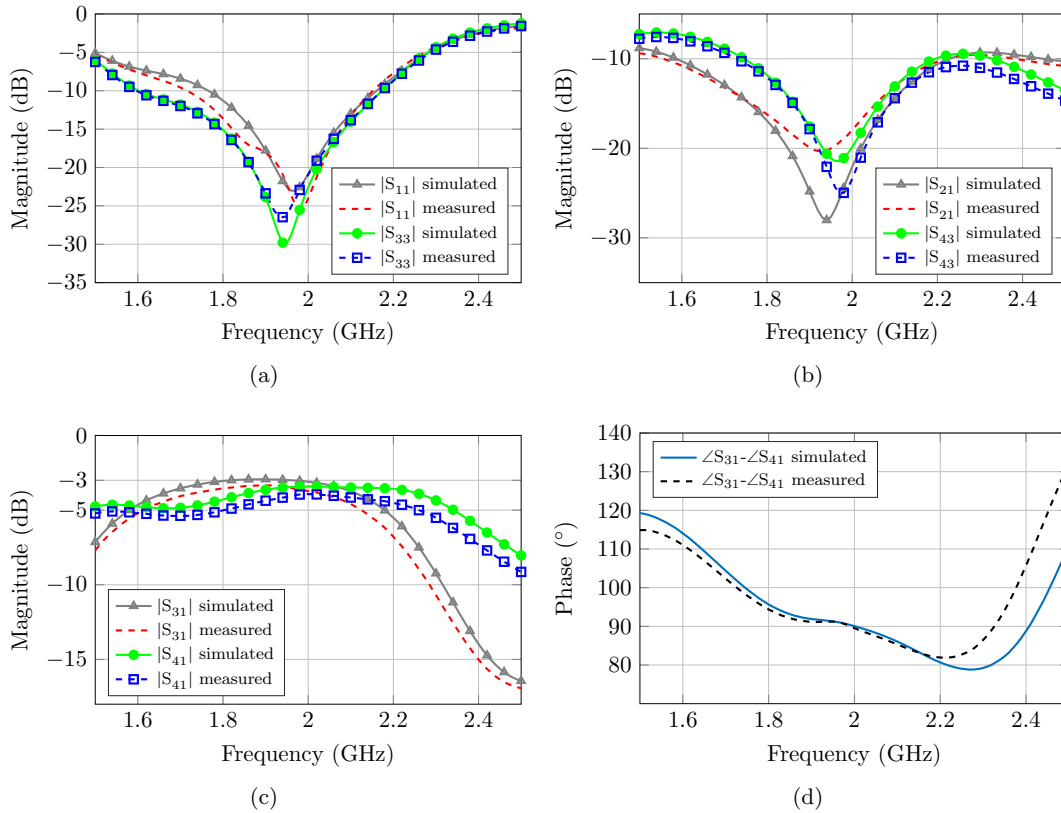 0
−5
−10
−15
−20
−25
−30
−35
Magnitude (dB)
|S₁₁| simulated
|S₁₁| measured
|S₃₃| simulated
|S₃₃| measured
1.6 1.8 2 2.2 2.4
Frequency (GHz)
(a)
−10
−20
−30
Magnitude (dB)
|S₂₁| simulated
|S₂₁| measured
|S₄₃| simulated
|S₄₃| measured
1.6 1.8 2 2.2 2.4
Frequency (GHz)
(b)
0
−3
−10
−15
Magnitude (dB)
|S₃₁| simulated
|S₃₁| measured
|S₄₁| simulated
|S₄₁| measured
1.6 1.8 2 2.2 2.4
Frequency (GHz)
(c)
140
120
110
100
90
80
Phase (°)
∠S₃₁-∠S₄₁ simulated
∠S₃₁-∠S₄₁ measured
1.6 1.8 2 2.2 2.4
Frequency (GHz)
(d)